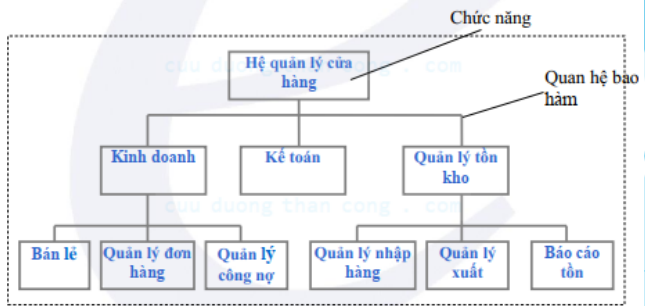 Chức năng
Hệ quản lý cửa
hàng
cuu duong than cong . com
Quan hệ bao
hàm
Kinh doanh
Kế toán
Quản lý tồn
kho
cuu duong than cong . com
Bán lẻ
Quản lý đơn
hàng
Quản lý
công nợ
Quản lý nhập
hàng
Quản lý
xuất
Báo cáo
tồn